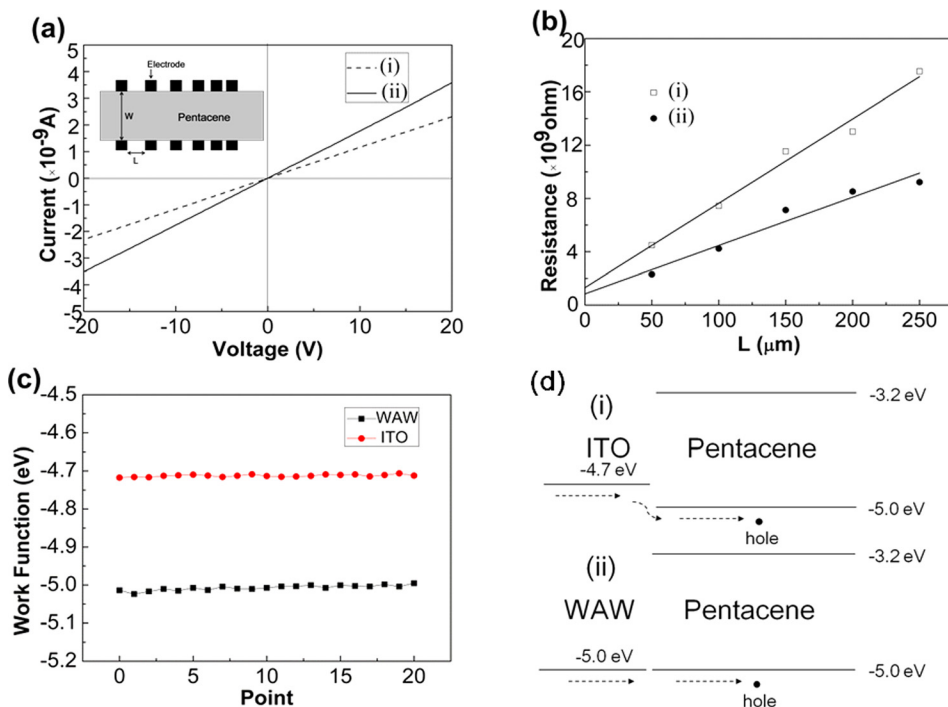 (a)
Current (×10-9A)
5
4
3
2
1
0
-1
-2
-3
-4
-5
-20
-10
0
10
20
Voltage (V)
Electrode
W
Pentacene
L
(i)
(ii)
(b)
Resistance (×10⁹ohm)
20
16
12
8
4
0
0
50
100
150
200
250
L (μm)
(i)
(ii)
(c)
Work Function (eV)
-4.5
-4.6
-4.7
-4.8
-4.9
-5.0
-5.1
-5.2
0
5
10
15
20
Point
WAW
ITO
(d)
(i)
-3.2 eV
ITO
Pentacene
-4.7 eV
-5.0 eV
hole
(ii)
-3.2 eV
WAW
Pentacene
-5.0 eV
-5.0 eV
hole